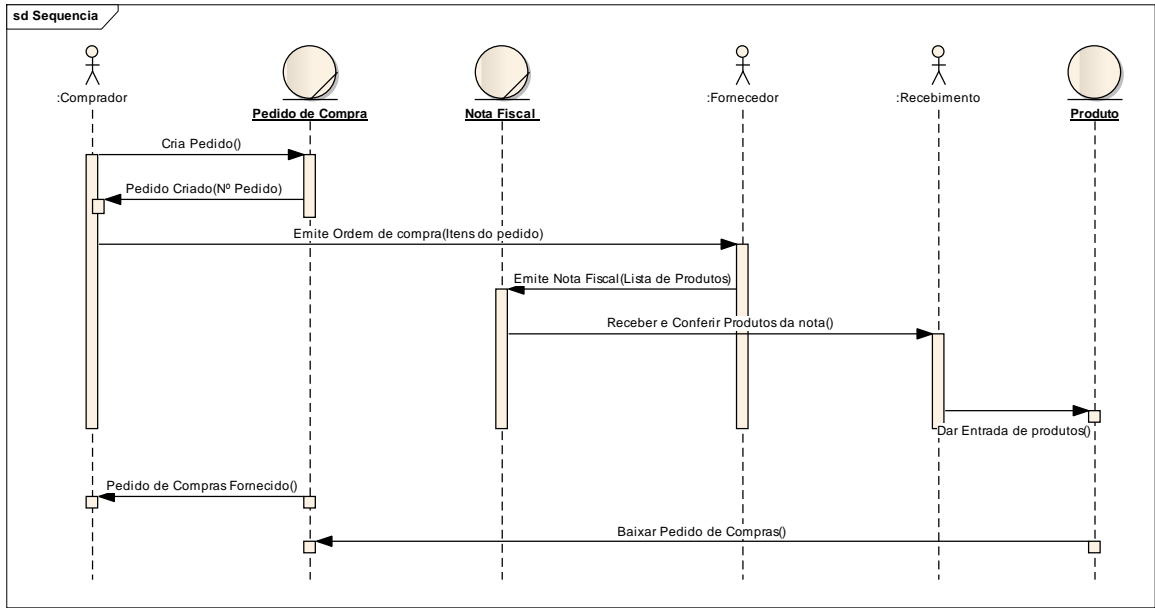 sd Sequencia
:Comprador
Pedido de Compra
Nota Fiscal
:Fornecedor
:Recebimento
Produto
Cria Pedido()
Pedido Criado(Nº Pedido)
Emite Ordem de compra(Itens do pedido)
Emite Nota Fiscal(Lista de Produtos)
Receber e Conferir Produtos da nota()
Dar Entrada de produtos()
Pedido de Compras Fornecido()
Baixar Pedido de Compras()